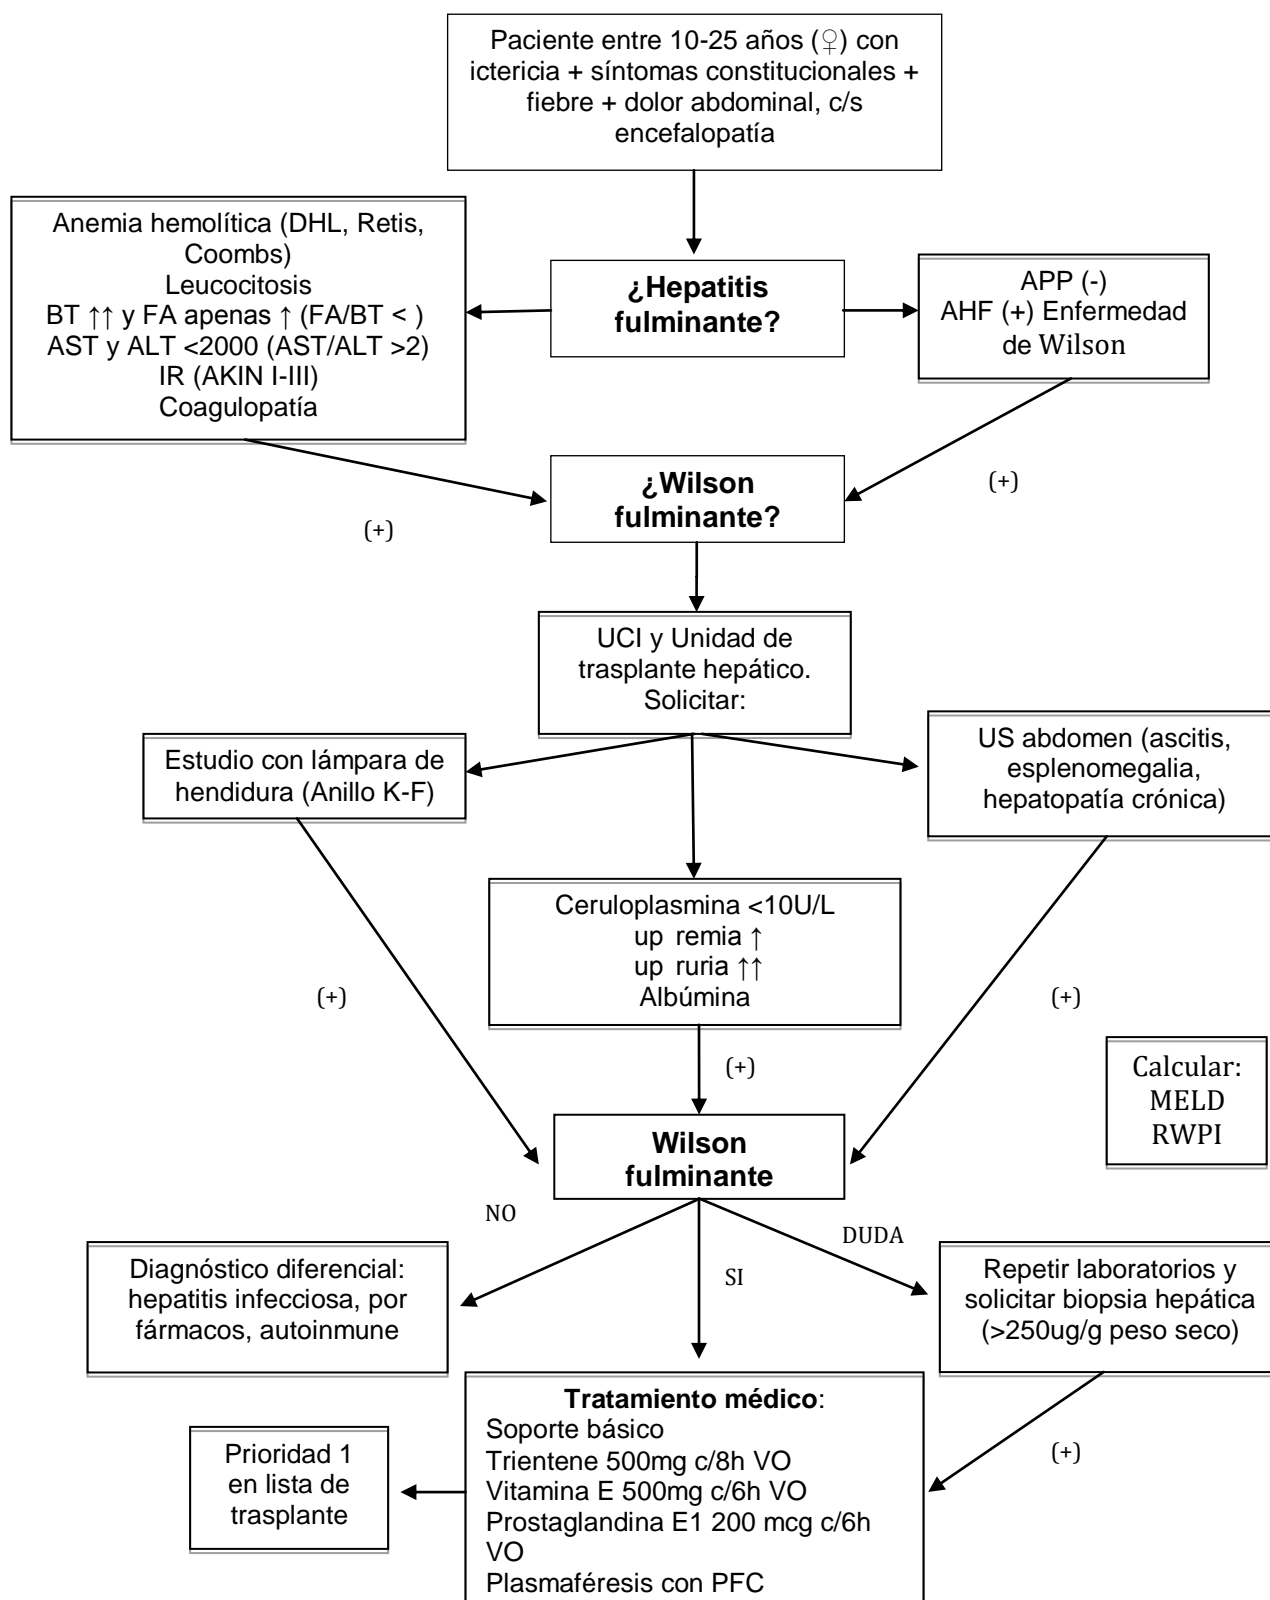 Paciente entre 10-25 años (♀) con
ictericia + síntomas constitucionales +
fiebre + dolor abdominal, c/s
encefalopatía
Anemia hemolítica (DHL, Retis,
Coombs)
Leucocitosis
BT ↑↑ y FA apenas ↑ (FA/BT < )
AST y ALT <2000 (AST/ALT >2)
IR (AKIN I-III)
Coagulopatía
¿Hepatitis
fulminante?
APP (-)
AHF (+) Enfermedad
de Wilson
(+)
¿Wilson
fulminante?
(+)
UCI y Unidad de
trasplante hepático.
Solicitar:
Estudio con lámpara de
hendidura (Anillo K-F)
US abdomen (ascitis,
esplenomegalia,
hepatopatía crónica)
Ceruloplasmina <10U/L
up remia ↑
up ruria ↑↑
Albúmina
(+)
(+)
(+)
Calcular:
MELD
RWPI
Wilson
fulminante
NO
SI
DUDA
Diagnóstico diferencial:
hepatitis infecciosa, por
fármacos, autoinmune
Repetir laboratorios y
solicitar biopsia hepática
(>250ug/g peso seco)
(+)
Tratamiento médico:
Soporte básico
Trientene 500mg c/8h VO
Vitamina E 500mg c/6h VO
Prostaglandina E1 200 mcg c/6h
VO
Plasmaféresis con PFC
Prioridad 1
en lista de
trasplante